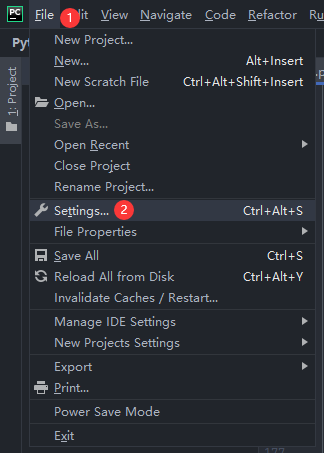 PC File 1 Edit View Navigate Code Refactor Ru
Py
1: Project
New Project...
New... Alt+Insert
New Scratch File Ctrl+Alt+Shift+Insert
Open...
Save As...
Open Recent
Close Project
Rename Project...
Settings... 2 Ctrl+Alt+S
File Properties
Save All Ctrl+S
Reload All from Disk Ctrl+Alt+Y
Invalidate Caches / Restart...
Manage IDE Settings
New Projects Settings
Export
Print...
Power Save Mode
Exit